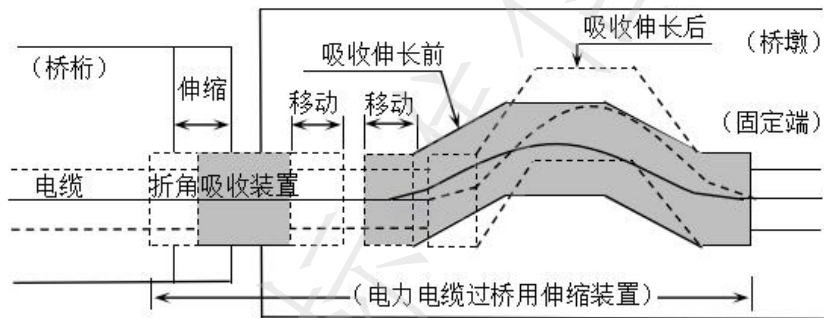 吸收伸长后
吸收伸长前
（桥墩）
（桥桁）
伸缩
移动
移动
（固定端）
电缆
折角吸收装置
（电力电缆过桥用伸缩装置）